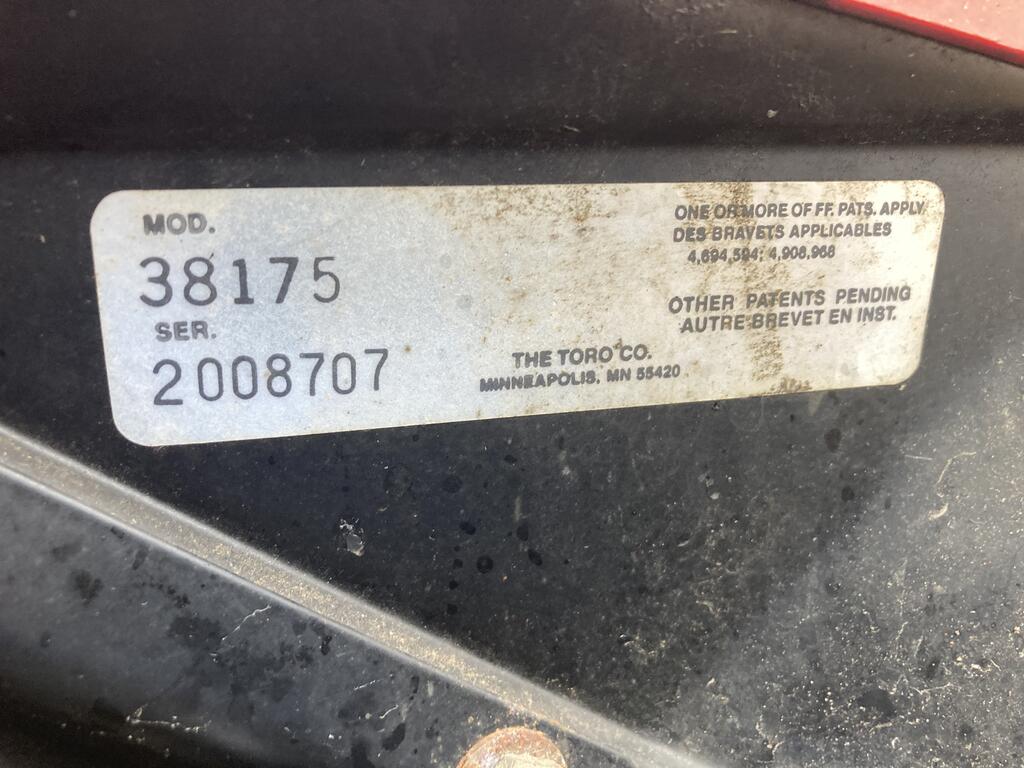 MOD.
38175
SER.
2008707
THE TORO CO.
MINNEAPOLIS, MN 55420
ONE OR MORE OF FF. PATS. APPLY
DES BRAVETS APPLICABLES
4,694,594; 4,908,968
OTHER PATENTS PENDING
AUTRE BREVET EN INST.